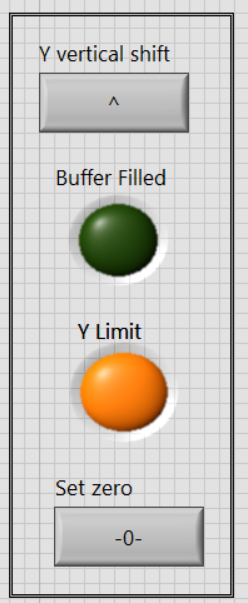 Y vertical shift
^
Buffer Filled
Y Limit
Set zero
-0-